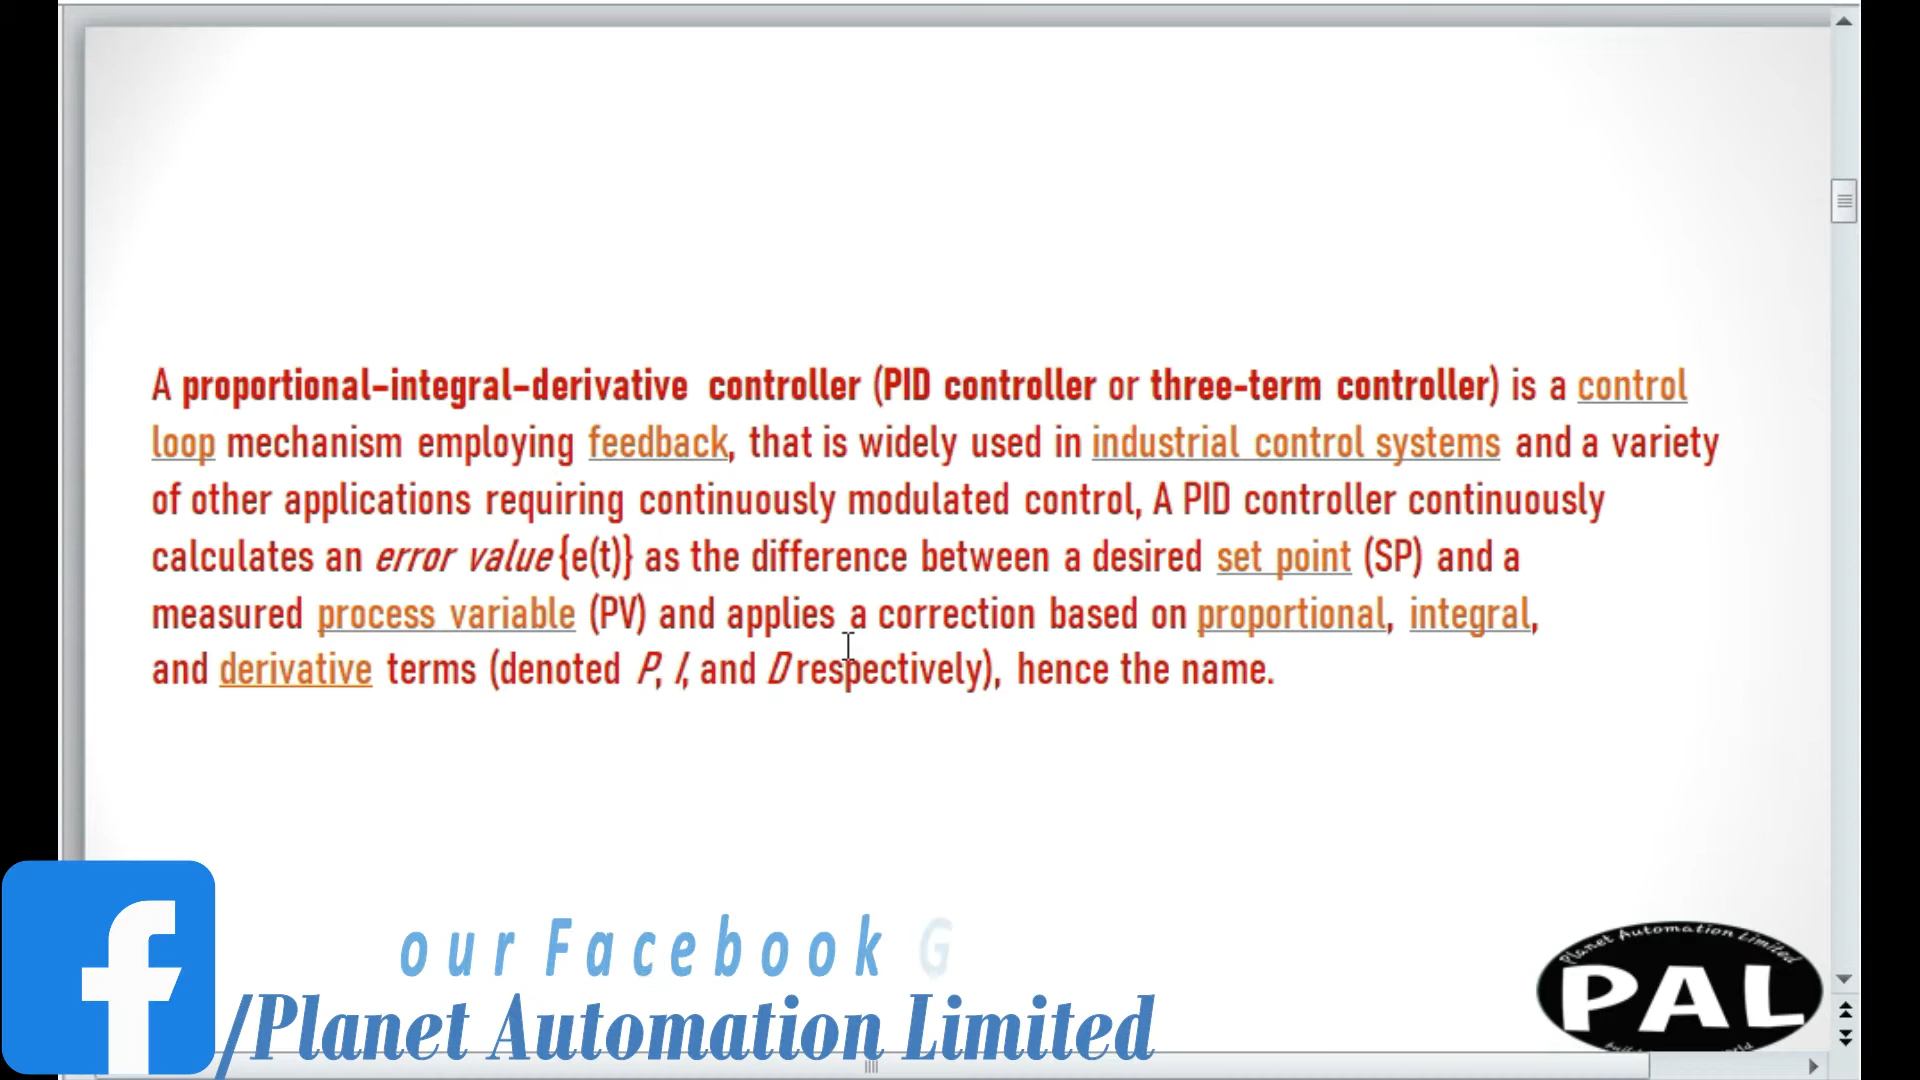 A proportional-integral-derivative controller (PID controller or three-term controller) is a control
loop mechanism employing feedback, that is widely used in industrial control systems and a variety
of other applications requiring continuously modulated control, A PID controller continuously
calculates an error value {e(t)} as the difference between a desired set point (SP) and a
measured process variable (PV) and applies a correction based on proportional, integral,
and derivative terms (denoted P, I, and D respectively), hence the name.
our Facebook G
/Planet Automation Limited
Planet Automation Limited
PAL